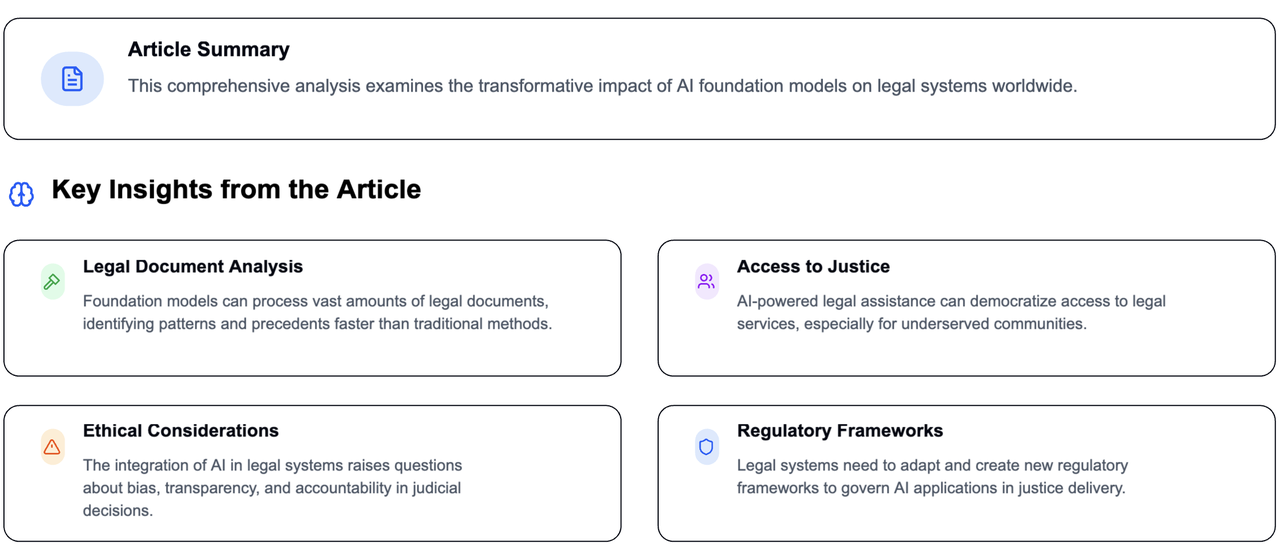 Article Summary
This comprehensive analysis examines the transformative impact of AI foundation models on legal systems worldwide.
Key Insights from the Article
Legal Document Analysis
Foundation models can process vast amounts of legal documents,
identifying patterns and precedents faster than traditional methods.
Access to Justice
AI-powered legal assistance can democratize access to legal
services, especially for underserved communities.
Ethical Considerations
The integration of AI in legal systems raises questions
about bias, transparency, and accountability in judicial
decisions.
Regulatory Frameworks
Legal systems need to adapt and create new regulatory
frameworks to govern AI applications in justice delivery.